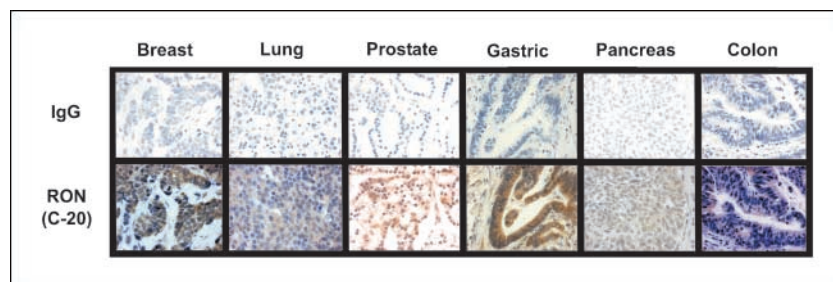 Breast Lung Prostate Gastric Pancreas Colon
IgG
RON
(C-20)